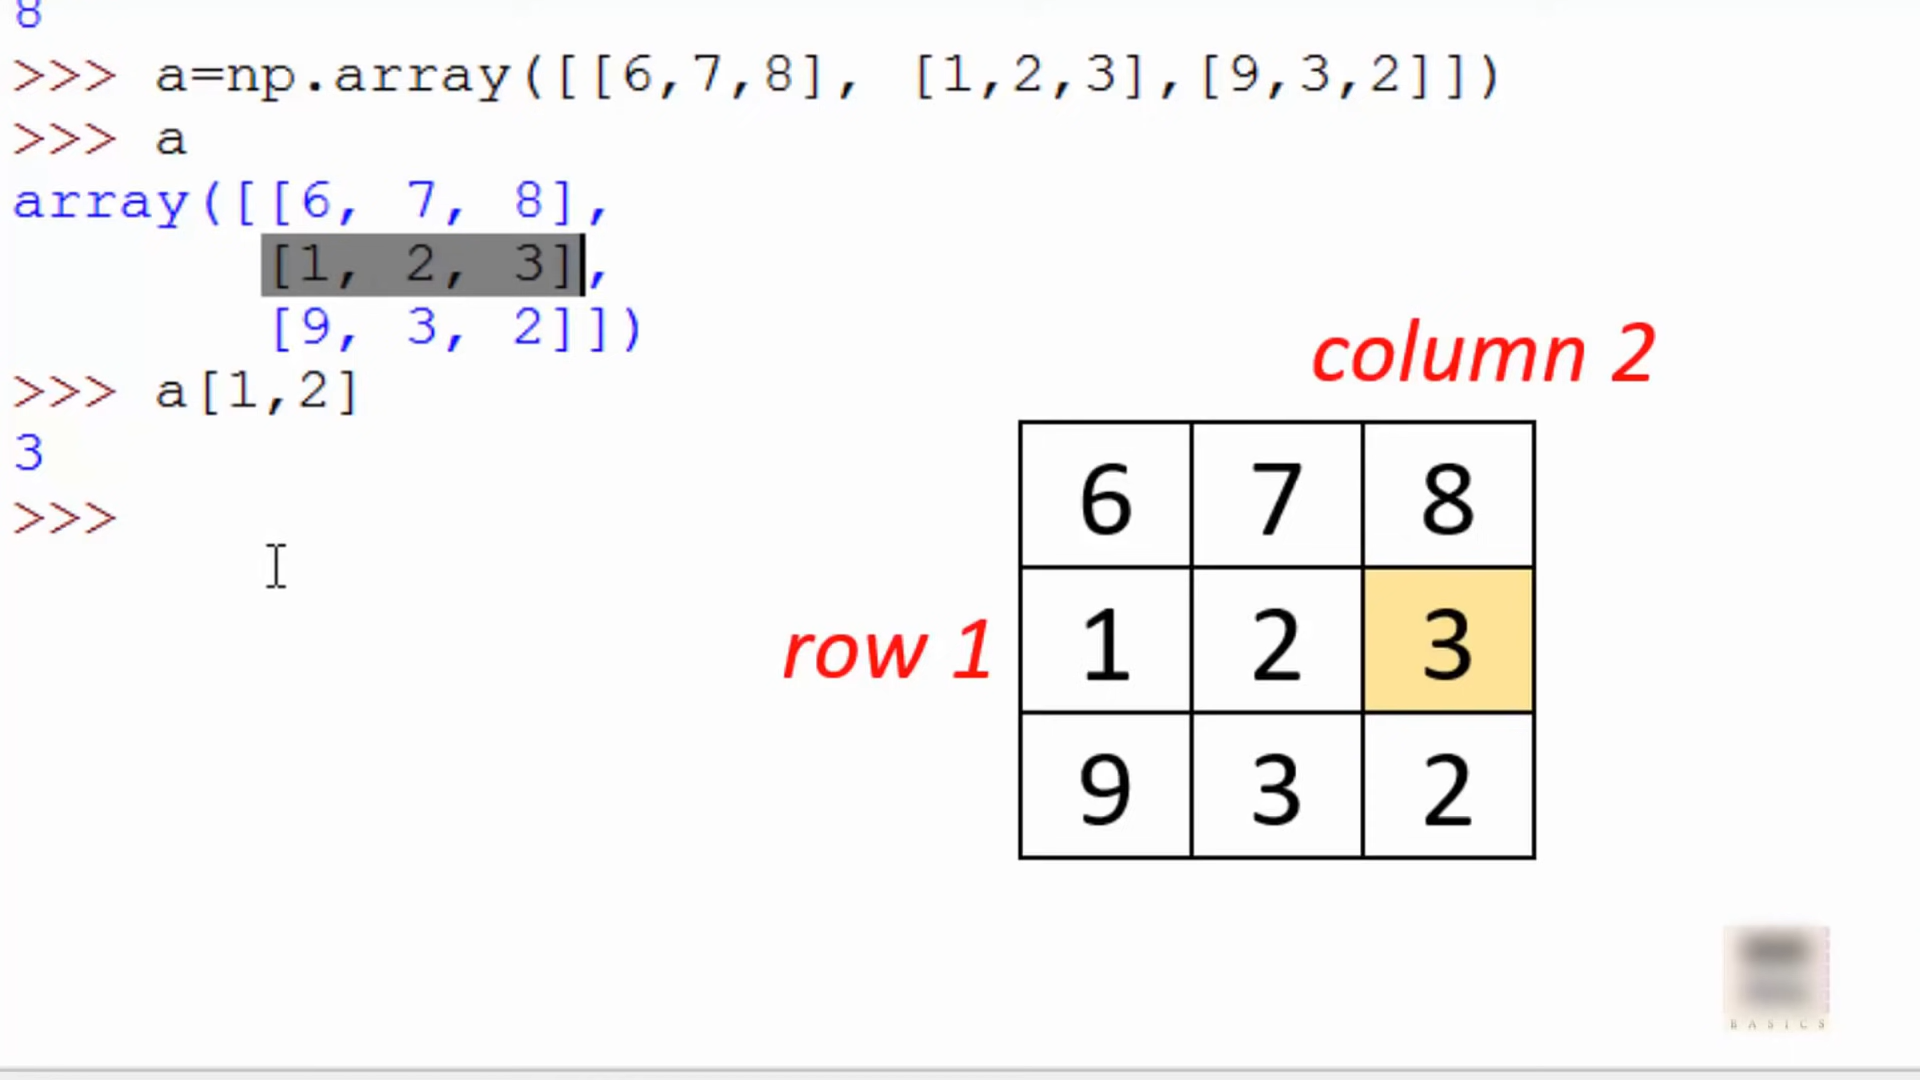 8
>>> a=np.array([[6,7,8], [1,2,3],[9,3,2]])
>>> a
array([[6, 7, 8],
[1, 2, 3],
[9, 3, 2]])
>>> a[1,2]
3
>>>
column 2
6 7 8
row 1 1 2 3
9 3 2
BASICS